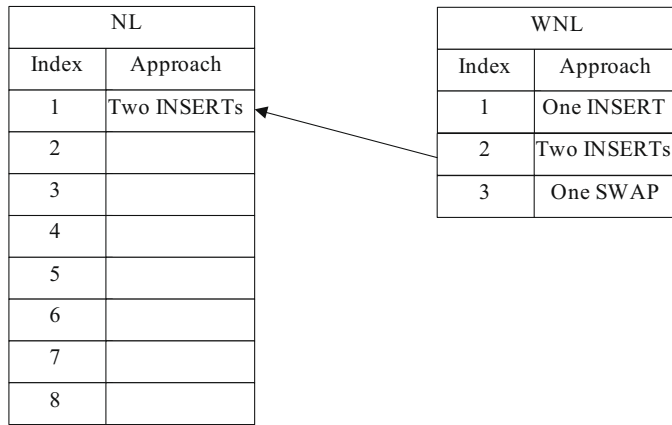 NL
Index Approach
1 Two INSERTs
2
3
4
5
6
7
8
WNL
Index Approach
1 One INSERT
2 Two INSERTs
3 One SWAP